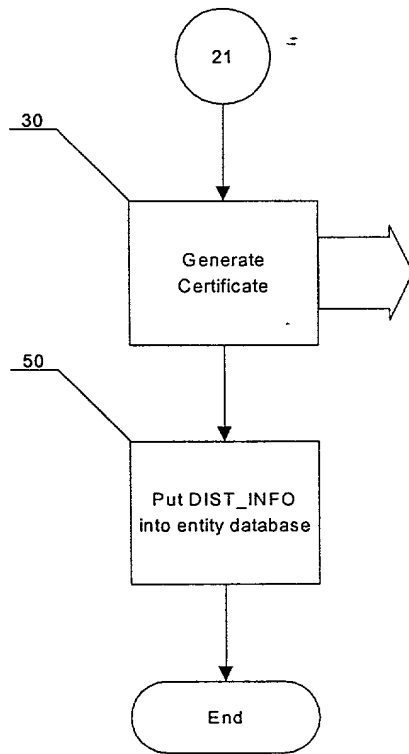 21
30
Generate
Certificate
50
Put DIST_INFO
into entity database
End